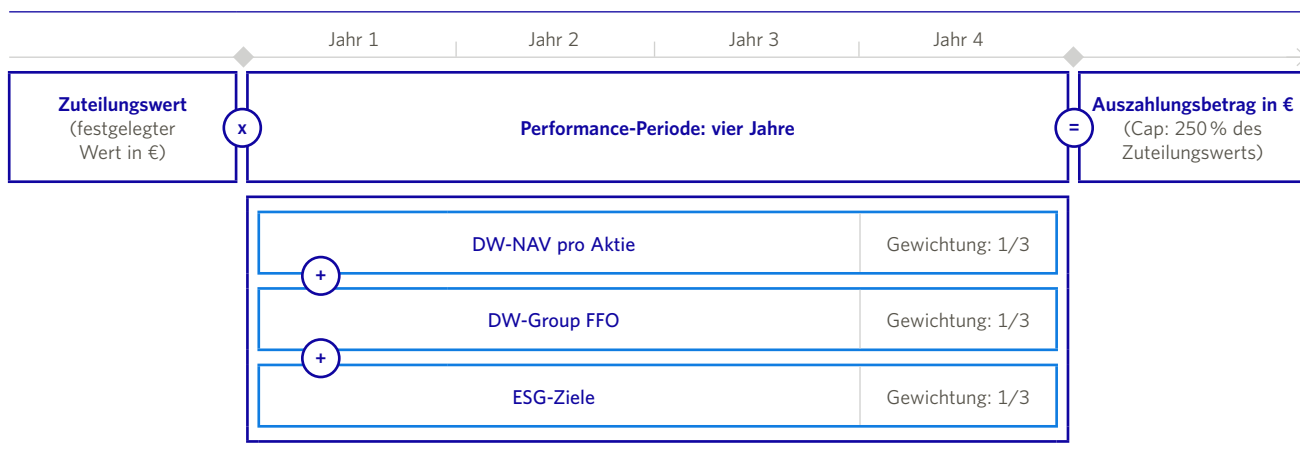 Jahr 1
Jahr 2
Jahr 3
Jahr 4
Zuteilungswert
(festgelegter
Wert in €)
x
Performance-Periode: vier Jahre
=
Auszahlungsbetrag in €
(Cap: 250 % des
Zuteilungswerts)
DW-NAV pro Aktie
Gewichtung: 1/3
+
DW-Group FFO
Gewichtung: 1/3
+
ESG-Ziele
Gewichtung: 1/3